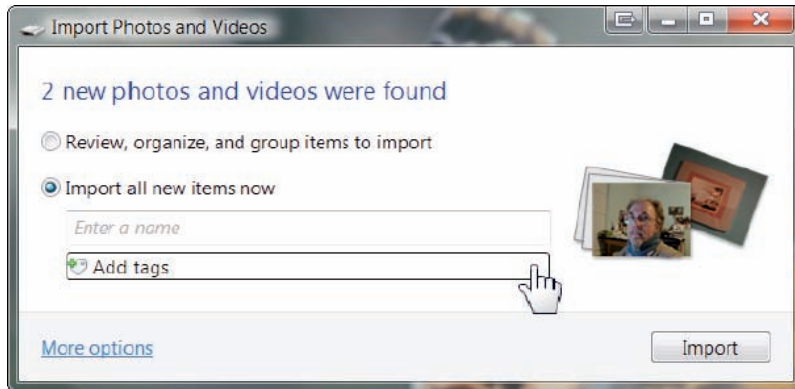 Import Photos and Videos
2 new photos and videos were found
Review, organize, and group items to import
Import all new items now
Enter a name
Add tags
More options
Import